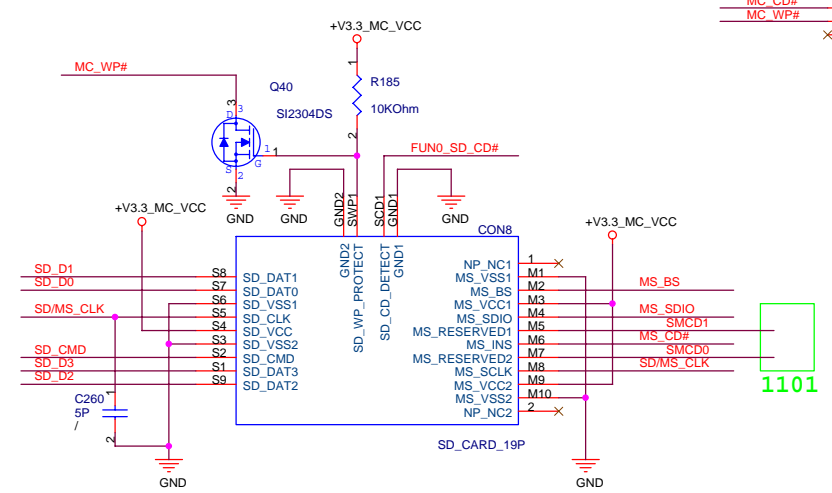 MC_CD#
MC_WP#
+V3.3_MC_VCC
MC_WP#
Q40
SI2304DS
1
R185
10KOhm
2
3
D
3
1
1
G
S
2
2
FUN0_SD_CD#
GND
GND
GND
GND2
SWP1
SCD1
GND1
+V3.3_MC_VCC
+V3.3_MC_VCC
CON8
GND2
SD_WP_PROTECT
SD_CD_DETECT
GND1
SD_D1 S8 SD_DAT1
SD_D0 S7 SD_DAT0
S6 SD_VSS1
SD/MS_CLK S5 SD_CLK
S4 SD_VCC
S3 SD_VSS2
SD_CMD S2 SD_CMD
SD_D3 S1 SD_DAT3
SD_D2 S9 SD_DAT2
NP_NC1 1
MS_VSS1 M1
MS_BS M2 MS_BS
MS_VCC1 M3
MS_SDIO M4 MS_SDIO
MS_RESERVED1 M5 SMCD1
MS_INS M6 MS_CD#
MS_RESERVED2 M7 SMCD0
MS_SCLK M8 SD/MS_CLK
MS_VCC2 M9
MS_VSS2 M10
NP_NC2 2
1101
C260
5P
/
1
2
SD_CARD_19P
GND
GND